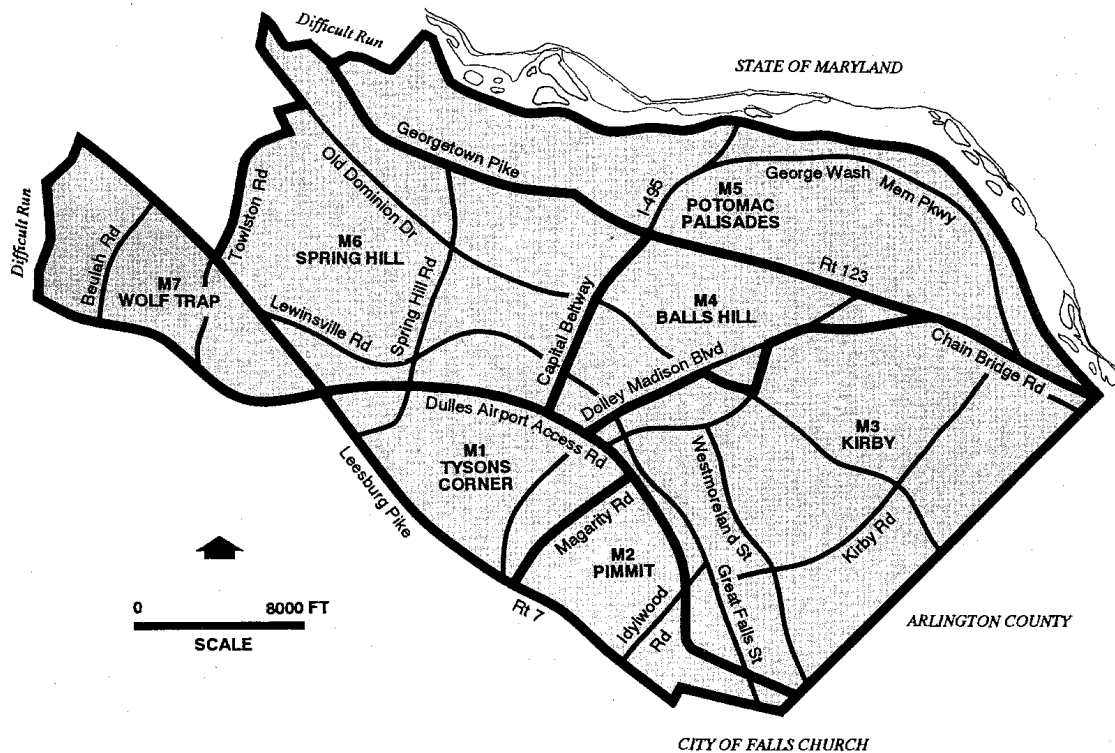 Difficult Run
STATE OF MARYLAND
Georgetown Pike
I-495
George Wash
Mem Pkwy
M5
POTOMAC
PALISADES
Old Dominion Dr
Towlston Rd
Difficult Run
Beulah Rd
M7
WOLF TRAP
M6
SPRING HILL
Spring Hill Rd
Lewinsville Rd
Rt 123
M4
BALLS HILL
Capital Beltway
Dolley Madison Blvd
Chain Bridge Rd
Dulles Airport Access Rd
M3
KIRBY
M1
TYSONS
CORNER
Leesburg Pike
Westmoreland St
Magarity Rd
Kirby Rd
M2
PIMMIT
Great Falls St
Idylwood
Rd
Rt 7
0 8000 FT
SCALE
ARLINGTON COUNTY
CITY OF FALLS CHURCH